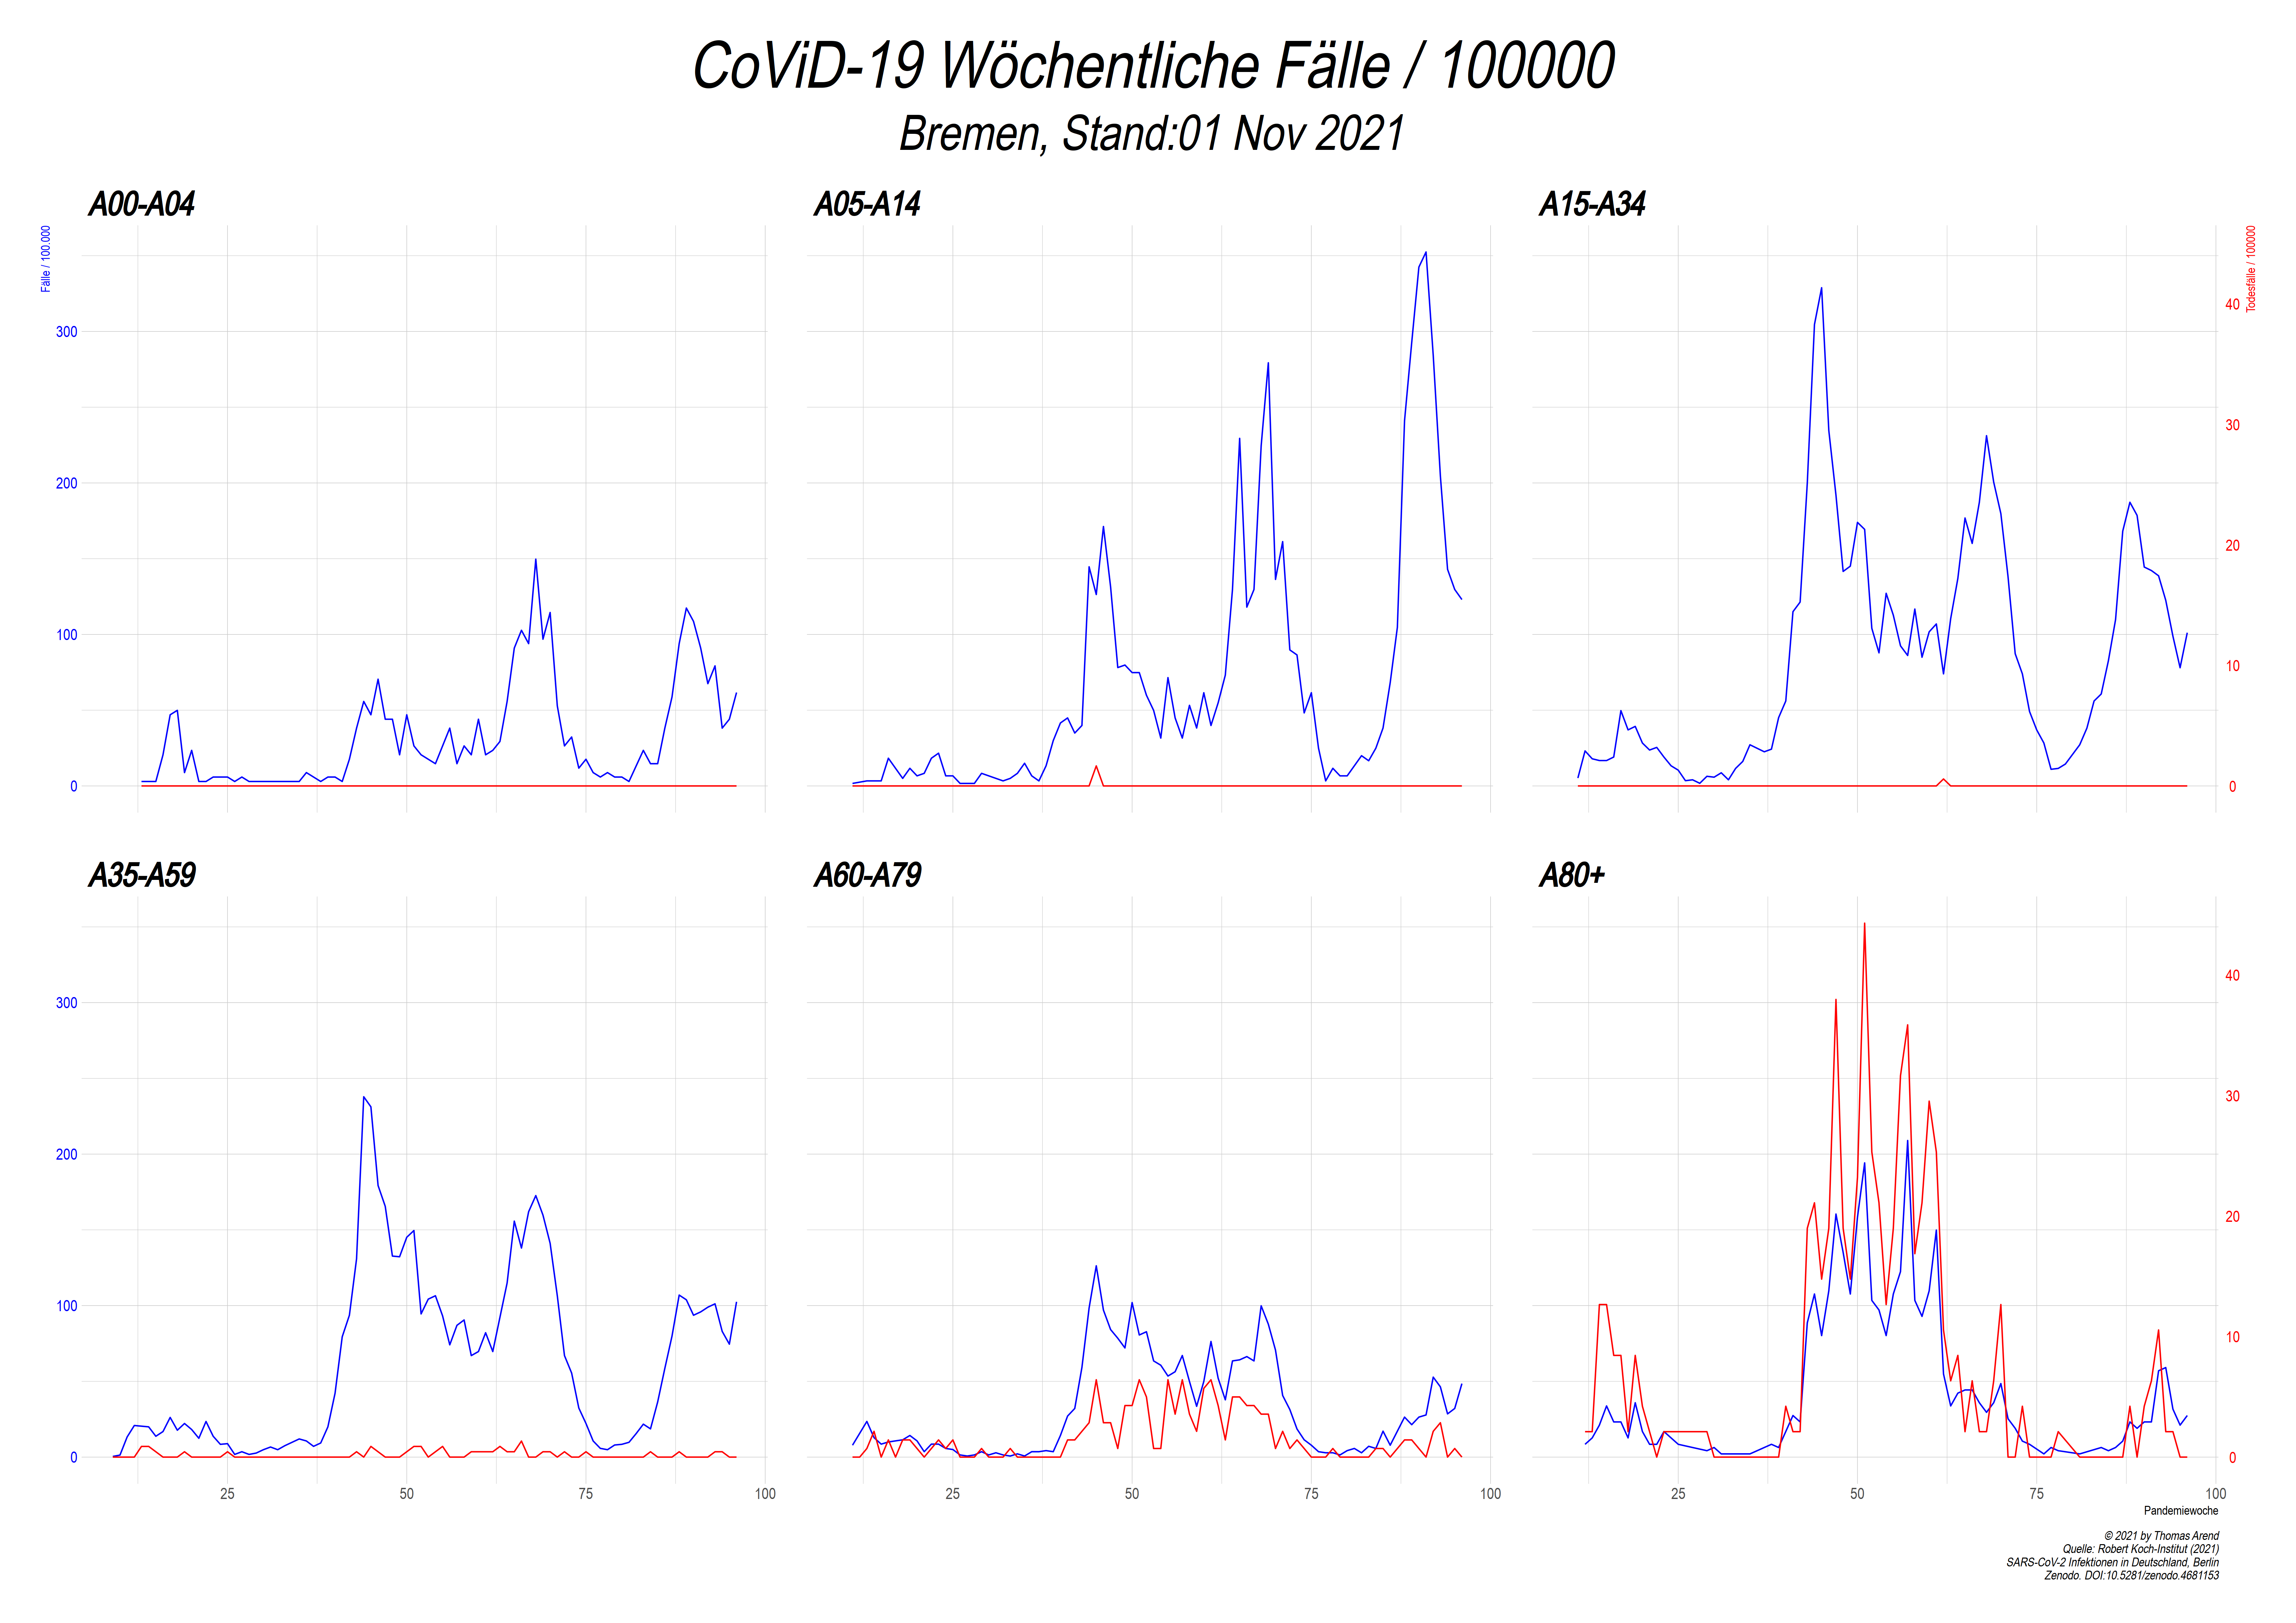 CoViD-19 Wöchentliche Fälle / 100000
Bremen, Stand:01 Nov 2021
A00-A04
A05-A14
A15-A34
Fälle / 100.000
Todesfälle / 100000
300
200
100
0
40
30
20
10
0
A35-A59
A60-A79
A80+
300
200
100
0
40
30
20
10
0
25 50 75 100
25 50 75 100
25 50 75 100
Pandemiewoche
© 2021 by Thomas Arend
Quelle: Robert Koch-Institut (2021)
SARS-CoV-2 Infektionen in Deutschland, Berlin
Zenodo. DOI:10.5281/zenodo.4681153